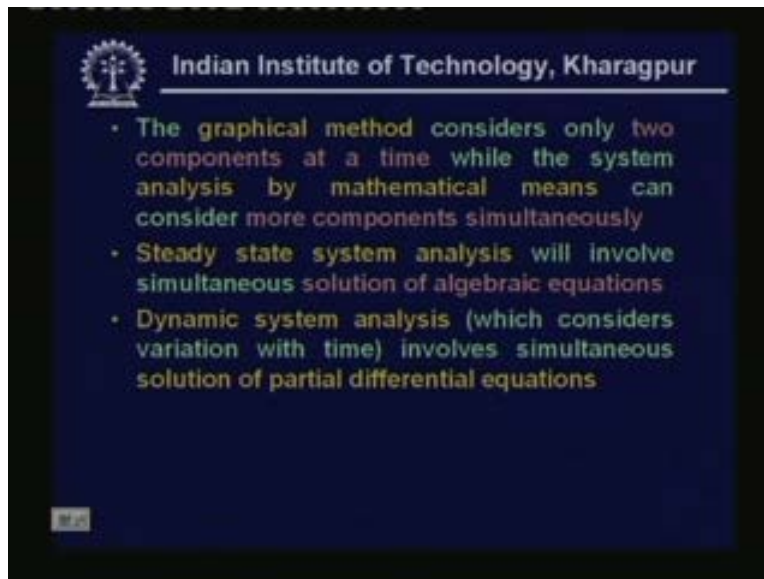 Indian Institute of Technology, Kharagpur
• The graphical method considers only two
components at a time while the system
analysis by mathematical means can
consider more components simultaneously
• Steady state system analysis will involve
simultaneous solution of algebraic equations
• Dynamic system analysis (which considers
variation with time) involves simultaneous
solution of partial differential equations